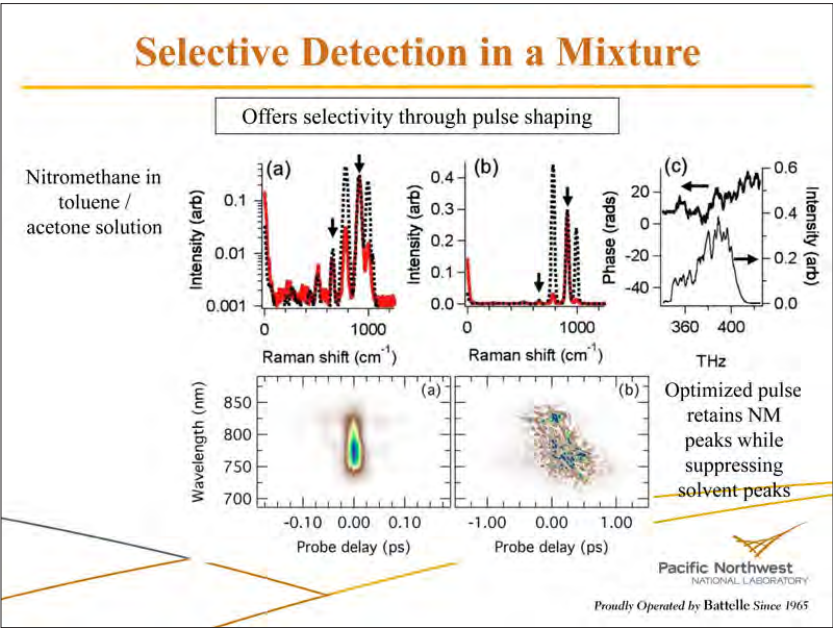 Selective Detection in a Mixture
Offers selectivity through pulse shaping
Nitromethane in
toluene /
acetone solution
(a)
Intensity (arb)
0.1
0.01
0.001
0
1000
Raman shift (cm⁻¹)
(b)
Intensity (arb)
0.4
0.3
0.2
0.1
0.0
0
1000
Raman shift (cm⁻¹)
(c)
Phase (rads)
20
0
-20
-40
0.6
0.4
0.2
0.0
Intensity (arb)
360
400
THz
(a)
Wavelength (nm)
850
800
750
700
-0.10
0.00
0.10
Probe delay (ps)
(b)
-1.00
0.00
1.00
Probe delay (ps)
Optimized pulse
retains NM
peaks while
suppressing
solvent peaks
Pacific Northwest
NATIONAL LABORATORY
Proudly Operated by Battelle Since 1965